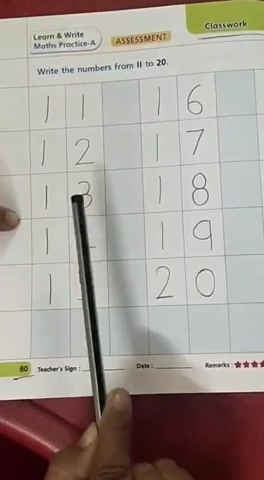 Learn & Write
Maths Practice-A
ASSESSMENT
Classwork
Write the numbers from 11 to 20.
1 1 1 6
1 2 1 7
1 3 1 8
1 1 9
1 2 0
80 Teacher's Sign : Date : Remarks :